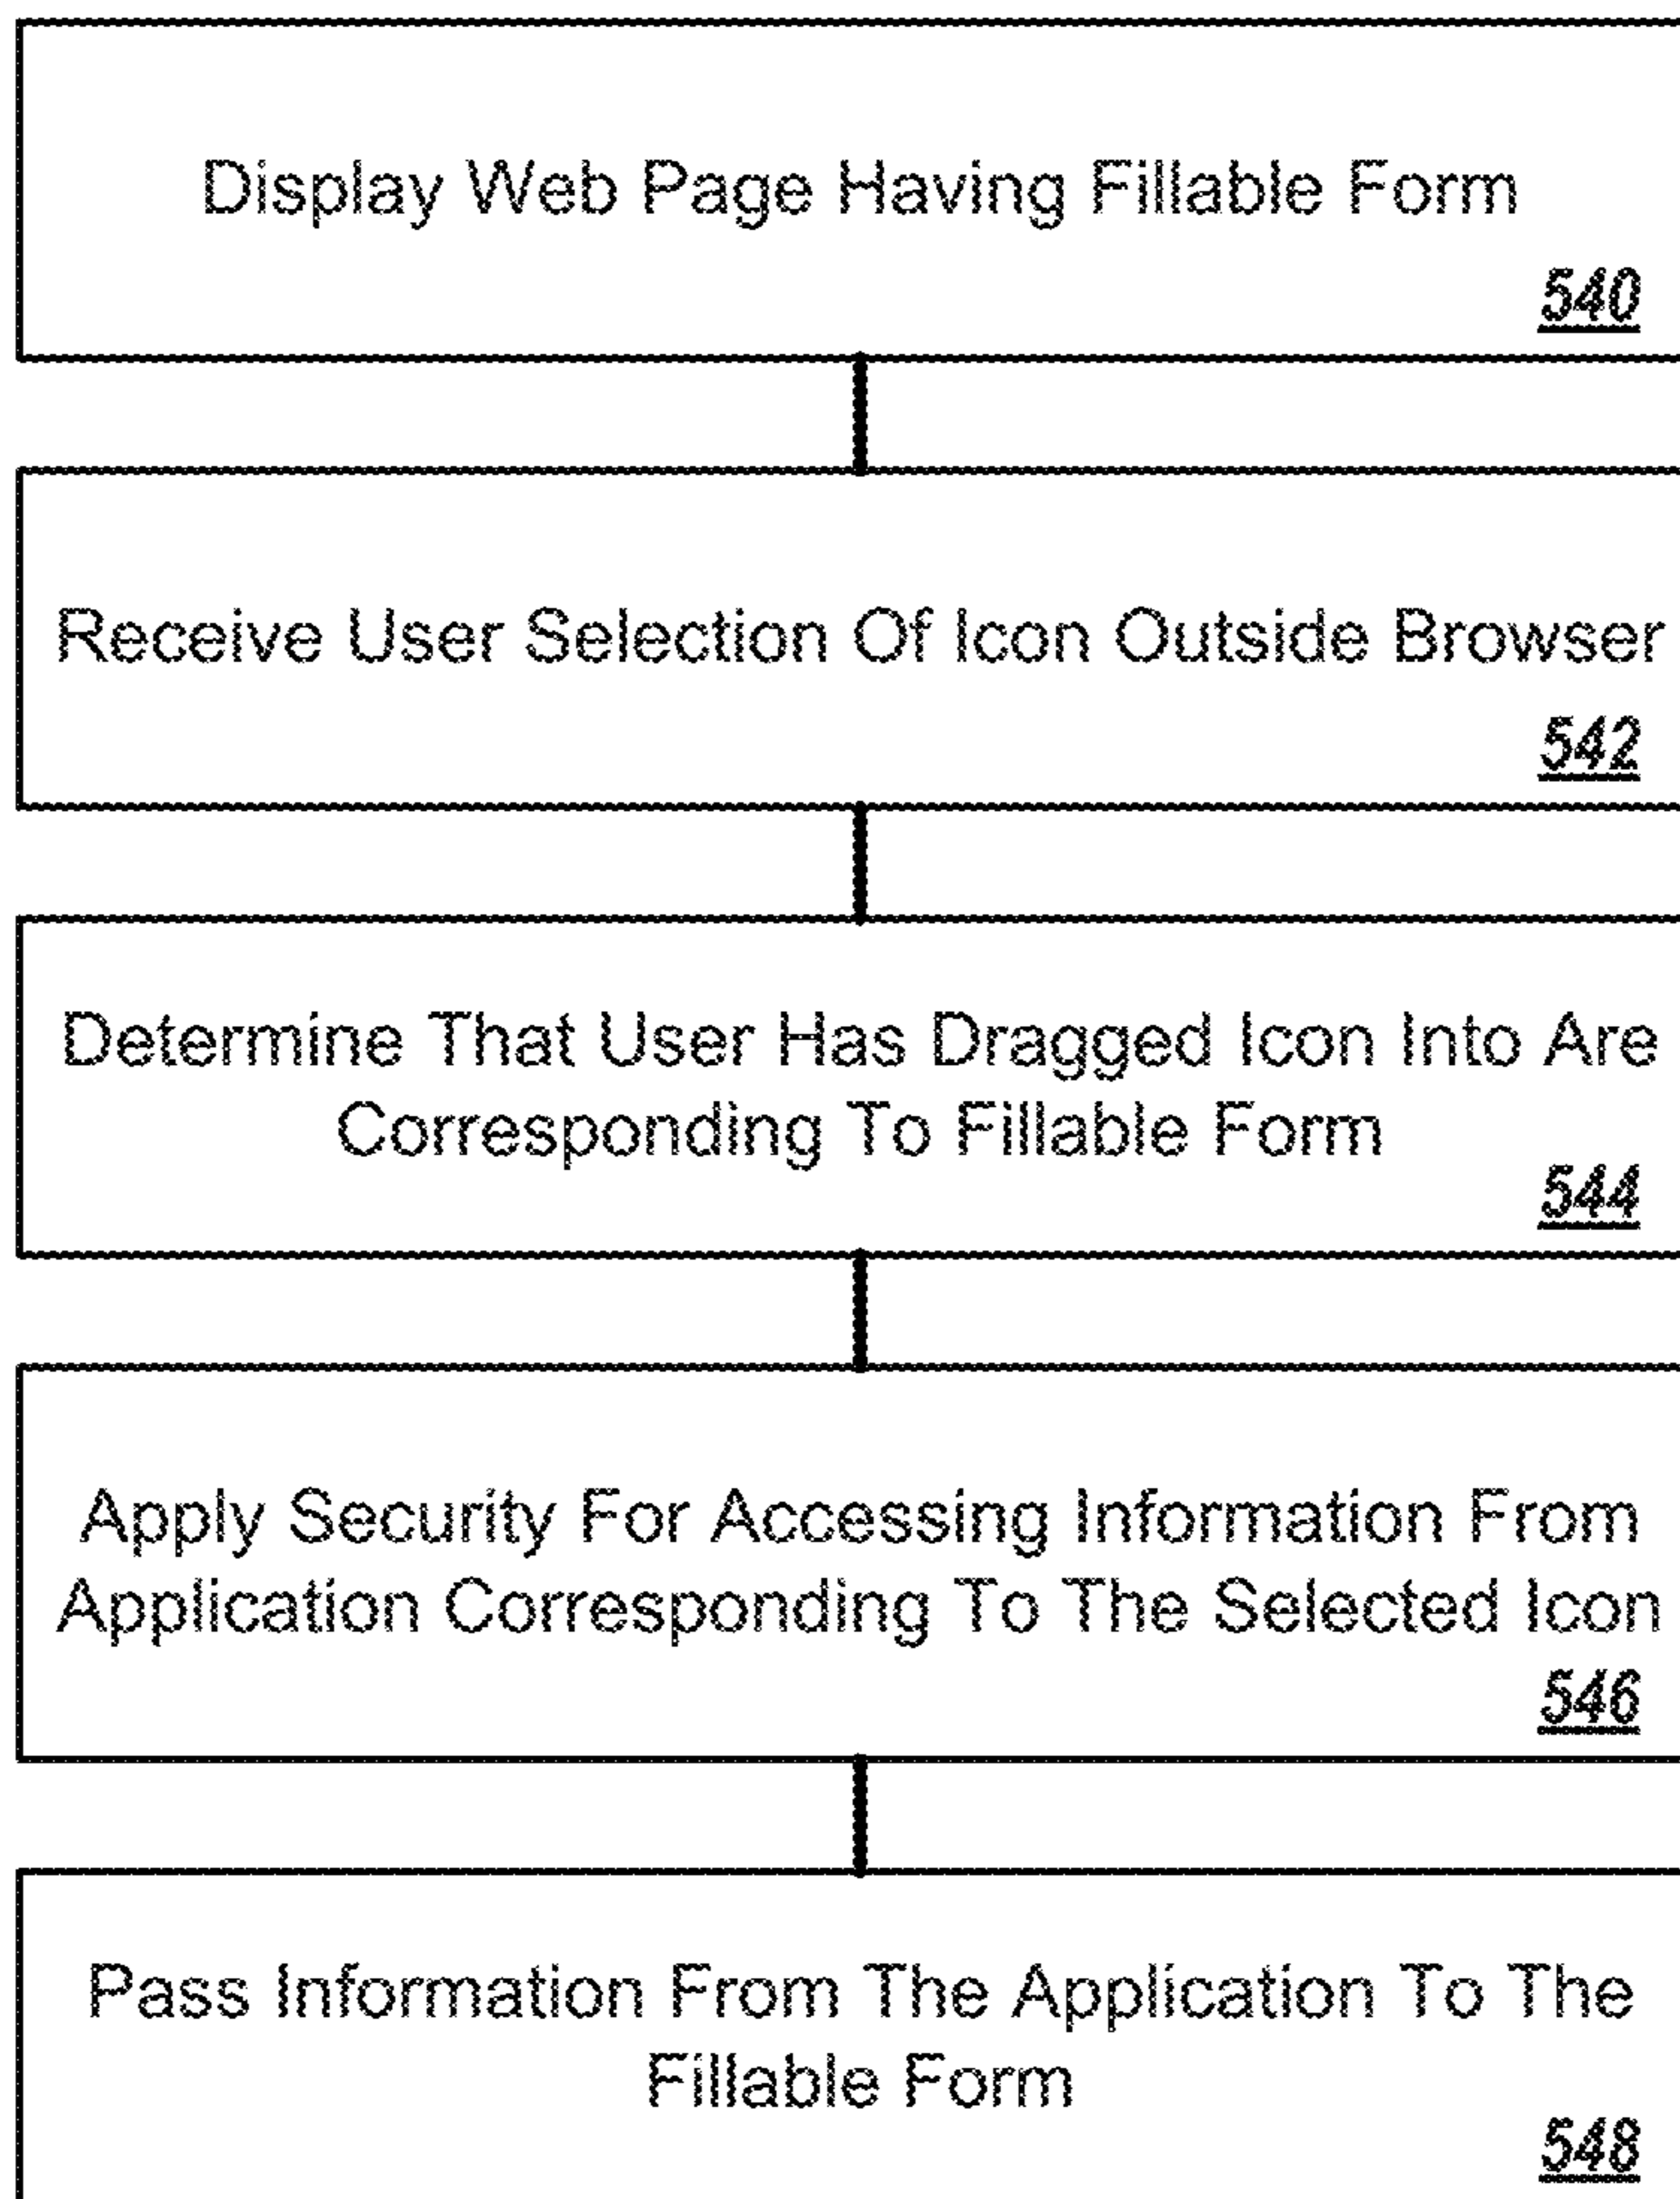 Display Web Page Having Fillable Form
540
Receive User Selection Of Icon Outside Browser
542
Determine That User Has Dragged Icon Into Are
Corresponding To Fillable Form
544
Apply Security For Accessing Information From
Application Corresponding To The Selected Icon
546
Pass Information From The Application To The
Fillable Form
548